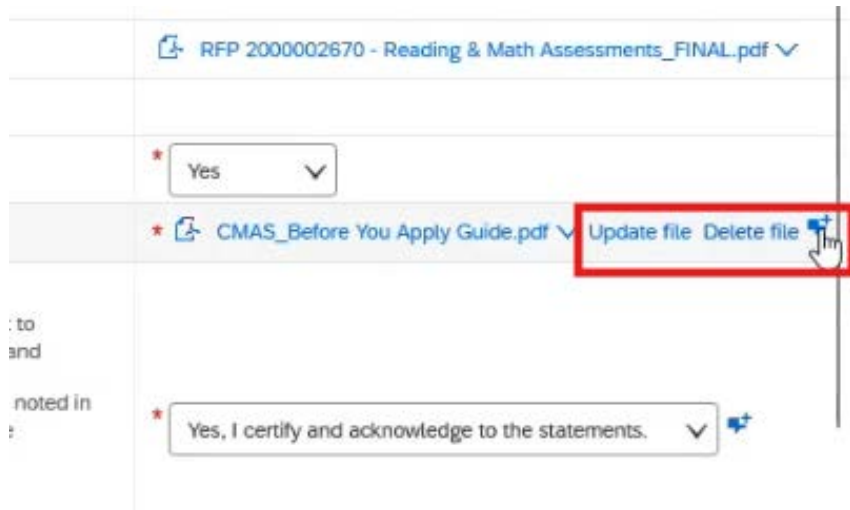 RFP 2000002670 - Reading & Math Assessments_FINAL.pdf
* Yes
* CMAS_Before You Apply Guide.pdf Update file Delete file
to
and
noted in
* Yes, I certify and acknowledge to the statements.